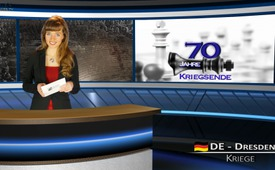 70
JAHRE
KRIEGSENDE
DE - DRESDEN
KRIEGE